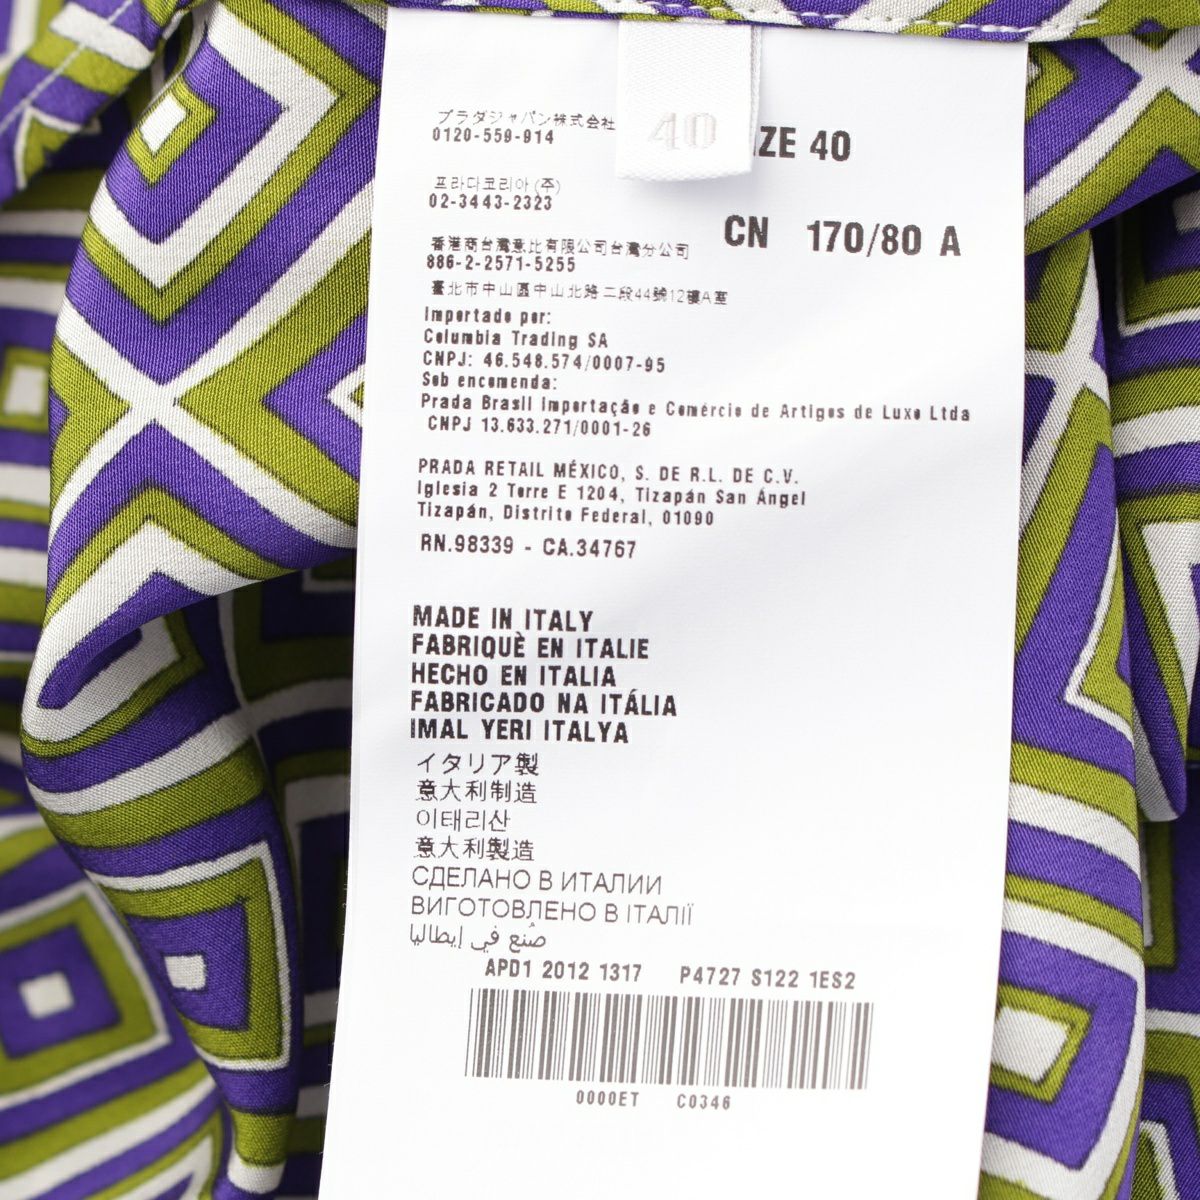 プラダジャパン株式会社
0120-559-914
40
ZE 40
프라다코리아(주)
02-3443-2323
CN 170/80 A
香港商台灣意比有限公司台灣分公司
886-2-2571-5255
臺北市中山區中山北路二段44號12樓A室
Importado por:
Columbia Trading SA
CNPJ: 46.548.574/0007-95
Sob encomenda:
Prada Brasil Importação e Comércio de Artigos de Luxo Ltda
CNPJ 13.633.271/0001-26
PRADA RETAIL MÉXICO, S. DE R.L. DE C.V.
Iglesia 2 Torre E 1204, Tizapán San Ángel
Tizapán, Distrito Federal, 01090
RN.98339 - CA.34767
MADE IN ITALY
FABRIQUÈ EN ITALIE
HECHO EN ITALIA
FABRICADO NA ITÁLIA
IMAL YERI ITALYA
イタリア製
意大利制造
이태리산
意大利製造
СДЕЛАНО В ИТАЛИИ
ВИГОТОВЛЕНО В ІТАЛІЇ
صُنع في إيطاليا
APD1 2012 1317 P4727 S122 1ES2
0000ET C0346